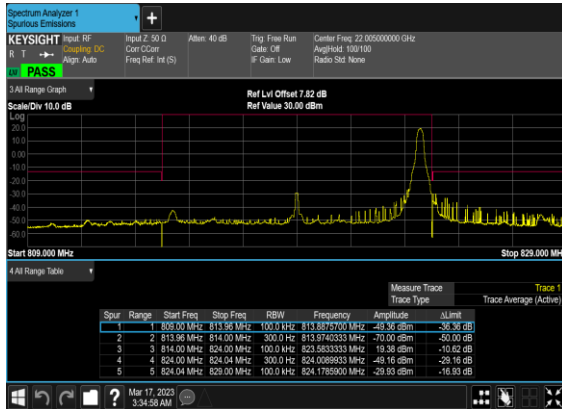 Spectrum Analyzer 1
Spurious Emissions
+
KEYSIGHT Input: RF Input Z: 50 Ω Atten: 40 dB Trig: Free Run Center Freq: 22.005000000 GHz
R T Coupling: DC Corr CCorr Gate: Off Avg|Hold: 100/100
Align: Auto Freq Ref: Int (S) IF Gain: Low Radio Std: None
PASS
3 All Range Graph
Ref Lvl Offset 7.82 dB
Scale/Div 10.0 dB Ref Value 30.00 dBm
Log
20.0
10.0
0.00
-10.0
-20.0
-30.0
-40.0
-50.0
-60.0
Start 809.000 MHz Stop 829.000 MH
4 All Range Table
Measure Trace Trace 1
Trace Type Trace Average (Active)
Spur Range Start Freq Stop Freq RBW Frequency Amplitude ΔLimit
1 1 809.00 MHz 813.96 MHz 100.0 kHz 813.8875700 MHz -49.36 dBm -36.36 dB
2 2 813.96 MHz 814.00 MHz 300.0 Hz 813.9740333 MHz -70.00 dBm -50.00 dB
3 3 814.00 MHz 824.00 MHz 100.0 kHz 823.5833333 MHz 19.38 dBm -10.62 dB
4 4 824.00 MHz 824.04 MHz 300.0 Hz 824.0089933 MHz -49.16 dBm -29.16 dB
5 5 824.04 MHz 829.00 MHz 100.0 kHz 824.1785900 MHz -29.93 dBm -16.93 dB
? Mar 17, 2023
3:34:58 AM